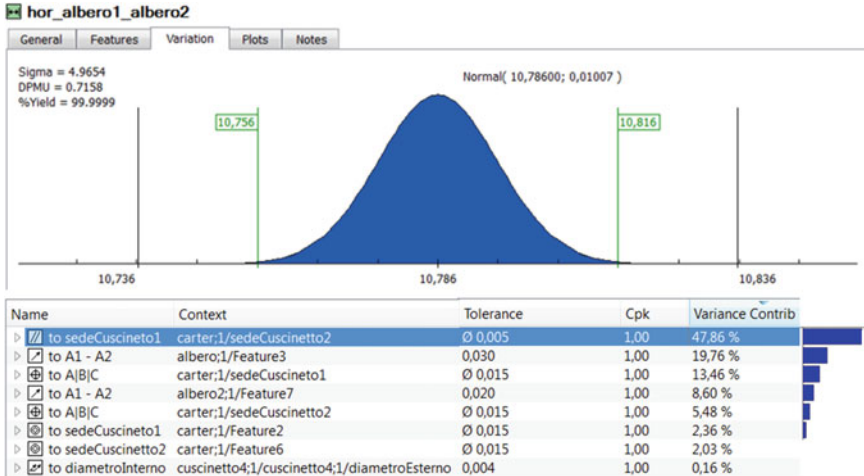 hor_albero1_albero2
General Features Variation Plots Notes
Sigma = 4.9654
DPMU = 0.7158
%Yield = 99.9999
Normal( 10,78600; 0,01007 )
10,756 10,816
10,736 10,786 10,836
Name Context Tolerance Cpk Variance Contrib
to sedeCuscineto1 carter;1/sedeCuscinetto2 Ø 0,005 1,00 47,86 %
to A1 - A2 albero;1/Feature3 0,030 1,00 19,76 %
to A|B|C carter;1/sedeCuscineto1 Ø 0,015 1,00 13,46 %
to A1 - A2 albero2;1/Feature7 0,020 1,00 8,60 %
to A|B|C carter;1/sedeCuscinetto2 Ø 0,015 1,00 5,48 %
to sedeCuscineto1 carter;1/Feature2 Ø 0,015 1,00 2,36 %
to sedeCuscinetto2 carter;1/Feature6 Ø 0,015 1,00 2,03 %
to diametroInterno cuscinetto4;1/cuscinetto4;1/diametroEsterno 0,004 1,00 0,16 %